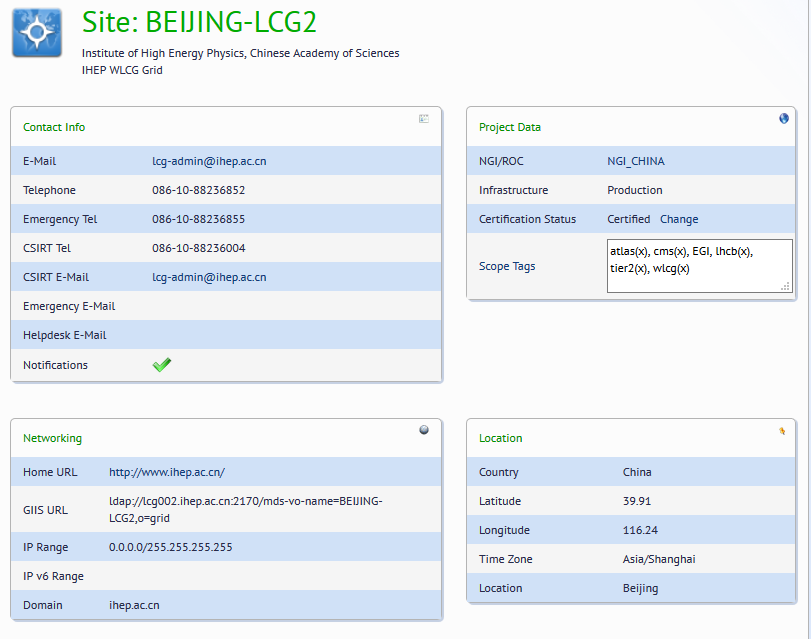 Site: BEIJING-LCG2
Institute of High Energy Physics, Chinese Academy of Sciences
IHEP WLCG Grid
Contact Info
E-Mail lcg-admin@ihep.ac.cn
Telephone 086-10-88236852
Emergency Tel 086-10-88236855
CSIRT Tel 086-10-88236004
CSIRT E-Mail lcg-admin@ihep.ac.cn
Emergency E-Mail
Helpdesk E-Mail
Notifications
Project Data
NGI/ROC NGI_CHINA
Infrastructure Production
Certification Status Certified Change
Scope Tags atlas(x), cms(x), EGI, lhcb(x),
tier2(x), wlcg(x)
Networking
Home URL http://www.ihep.ac.cn/
GIIS URL ldap://lcg002.ihep.ac.cn:2170/mds-vo-name=BEIJING-
LCG2,o=grid
IP Range 0.0.0.0/255.255.255.255
IP v6 Range
Domain ihep.ac.cn
Location
Country China
Latitude 39.91
Longitude 116.24
Time Zone Asia/Shanghai
Location Beijing